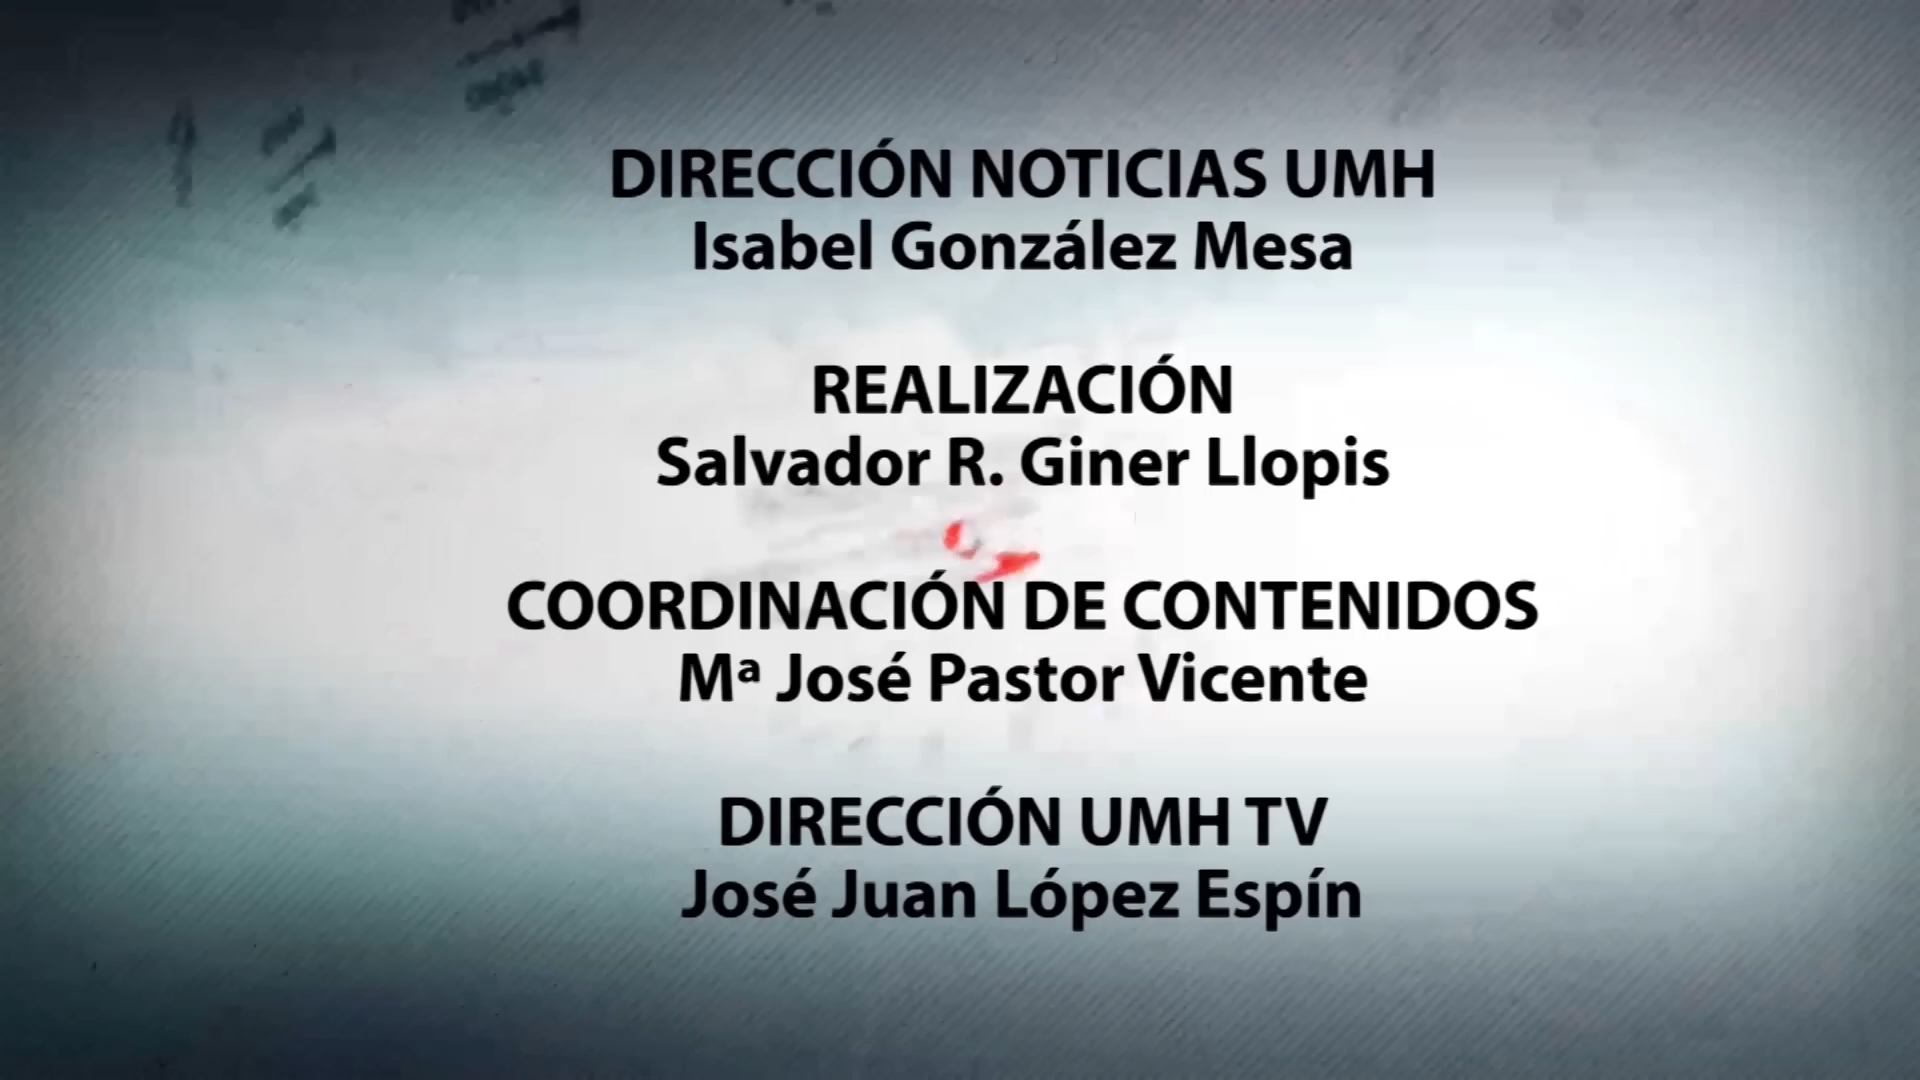 DIRECCIÓN NOTICIAS UMH
Isabel González Mesa
REALIZACIÓN
Salvador R. Giner Llopis
COORDINACIÓN DE CONTENIDOS
Mª José Pastor Vicente
DIRECCIÓN UMH TV
José Juan López Espín